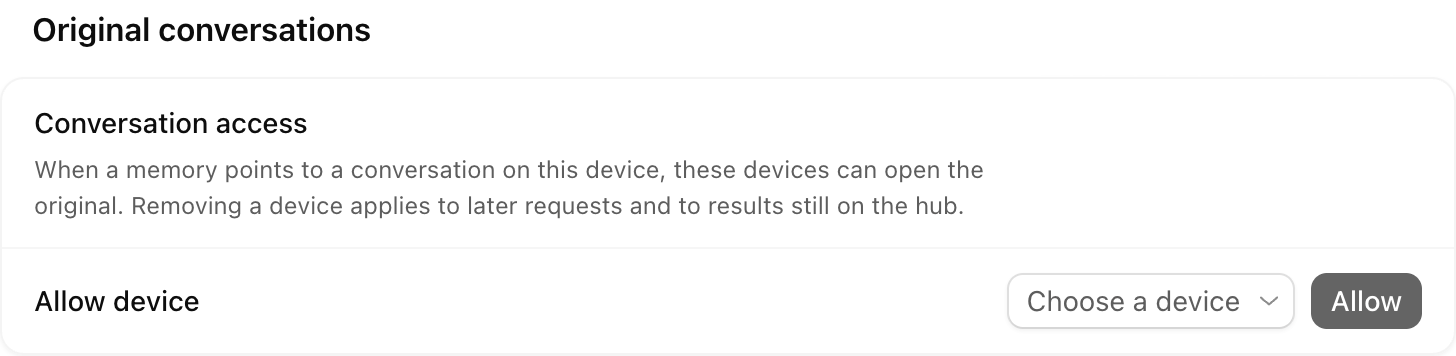 Original conversations
Conversation access
When a memory points to a conversation on this device, these devices can open the
original. Removing a device applies to later requests and to results still on the hub.
Allow device
Choose a device
Allow